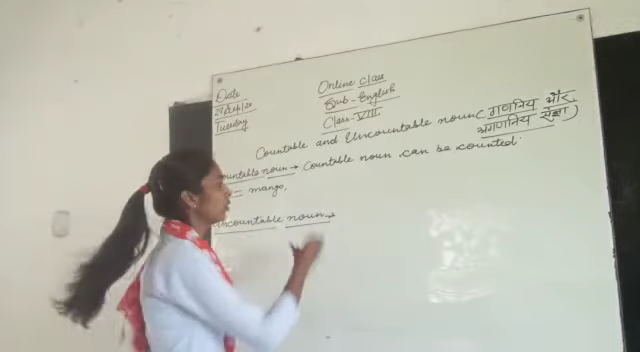 Date
Tuesday
Online Class
Sub - English
Class - VIII
Countable and Uncountable noun (गणनिय और
अगणनिय संज्ञा)
ountable noun → Countable noun can be counted.
= mango,
Uncountable noun →